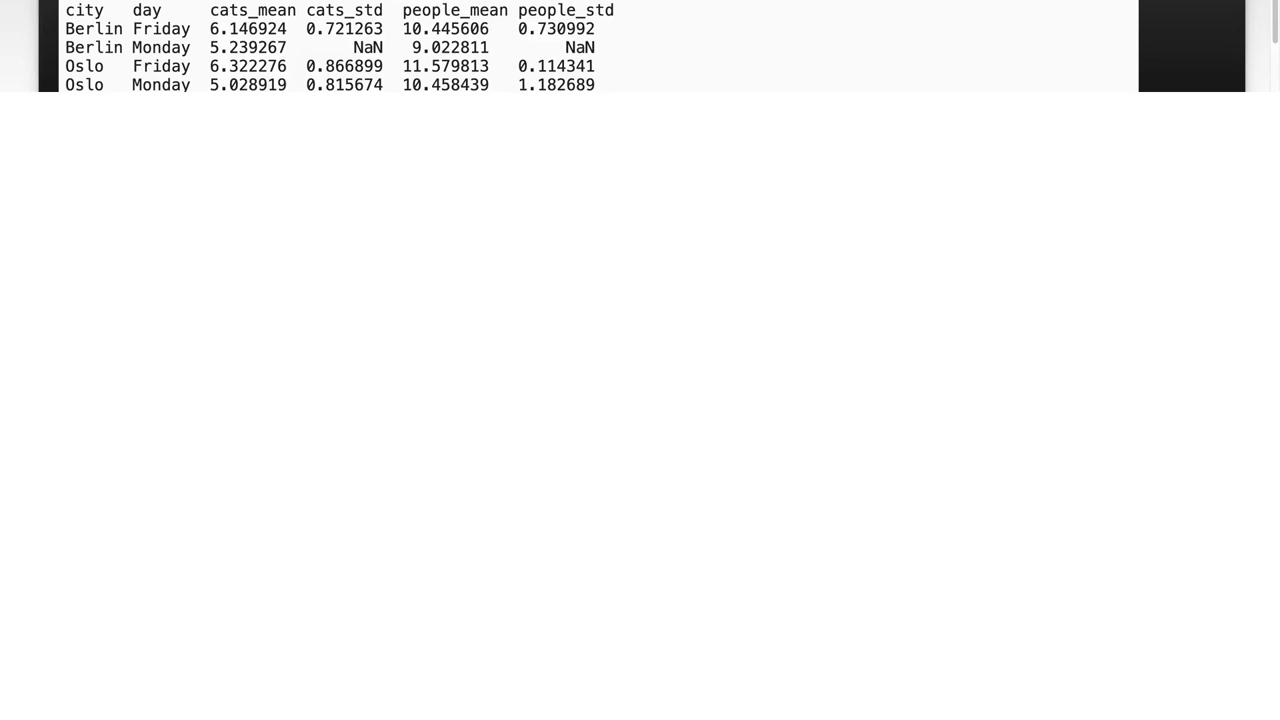 city   day     cats_mean cats_std  people_mean people_std
Berlin Friday  6.146924  0.721263  10.445606   0.730992
Berlin Monday  5.239267       NaN   9.022811        NaN
Oslo   Friday  6.322276  0.866899  11.579813   0.114341
Oslo   Monday  5.028919  0.815674  10.458439   1.182689